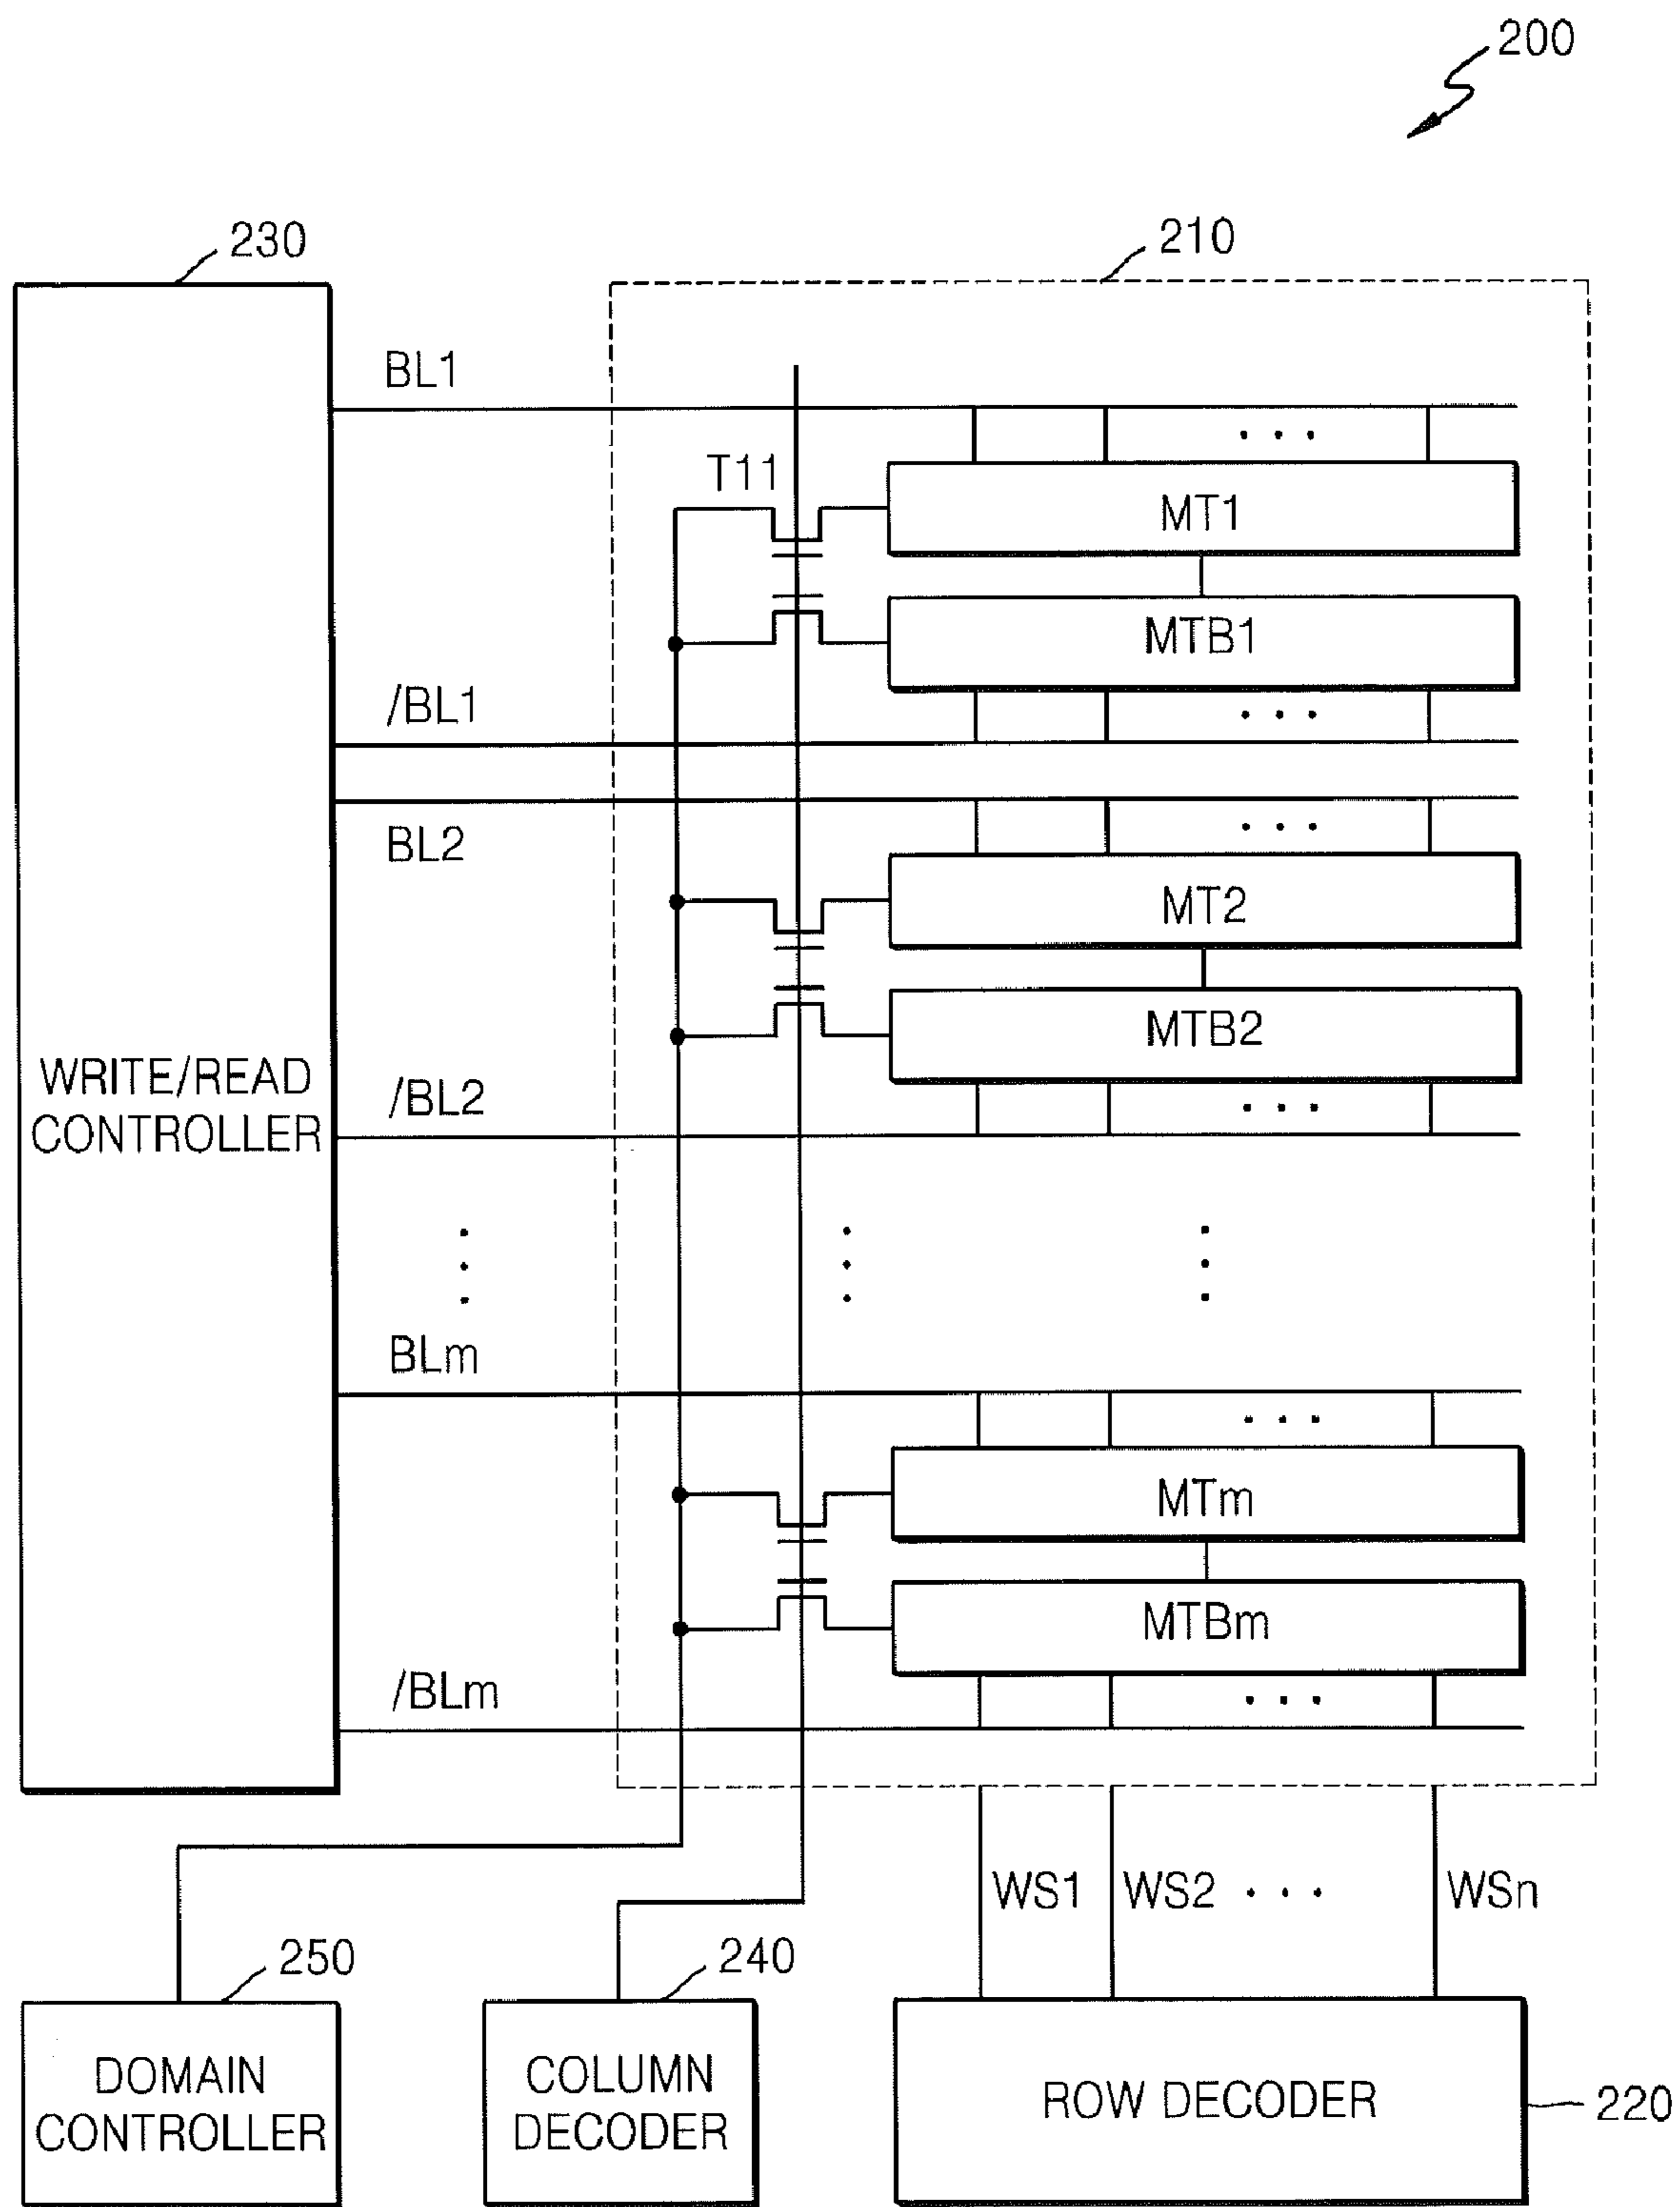 200
230
210
BL1
T11
MT1
MTB1
/BL1
BL2
MT2
MTB2
WRITE/READ
CONTROLLER
/BL2
BLm
MTm
MTBm
/BLm
WS1 WS2 ··· WSn
250
240
DOMAIN
CONTROLLER
COLUMN
DECODER
ROW DECODER
220